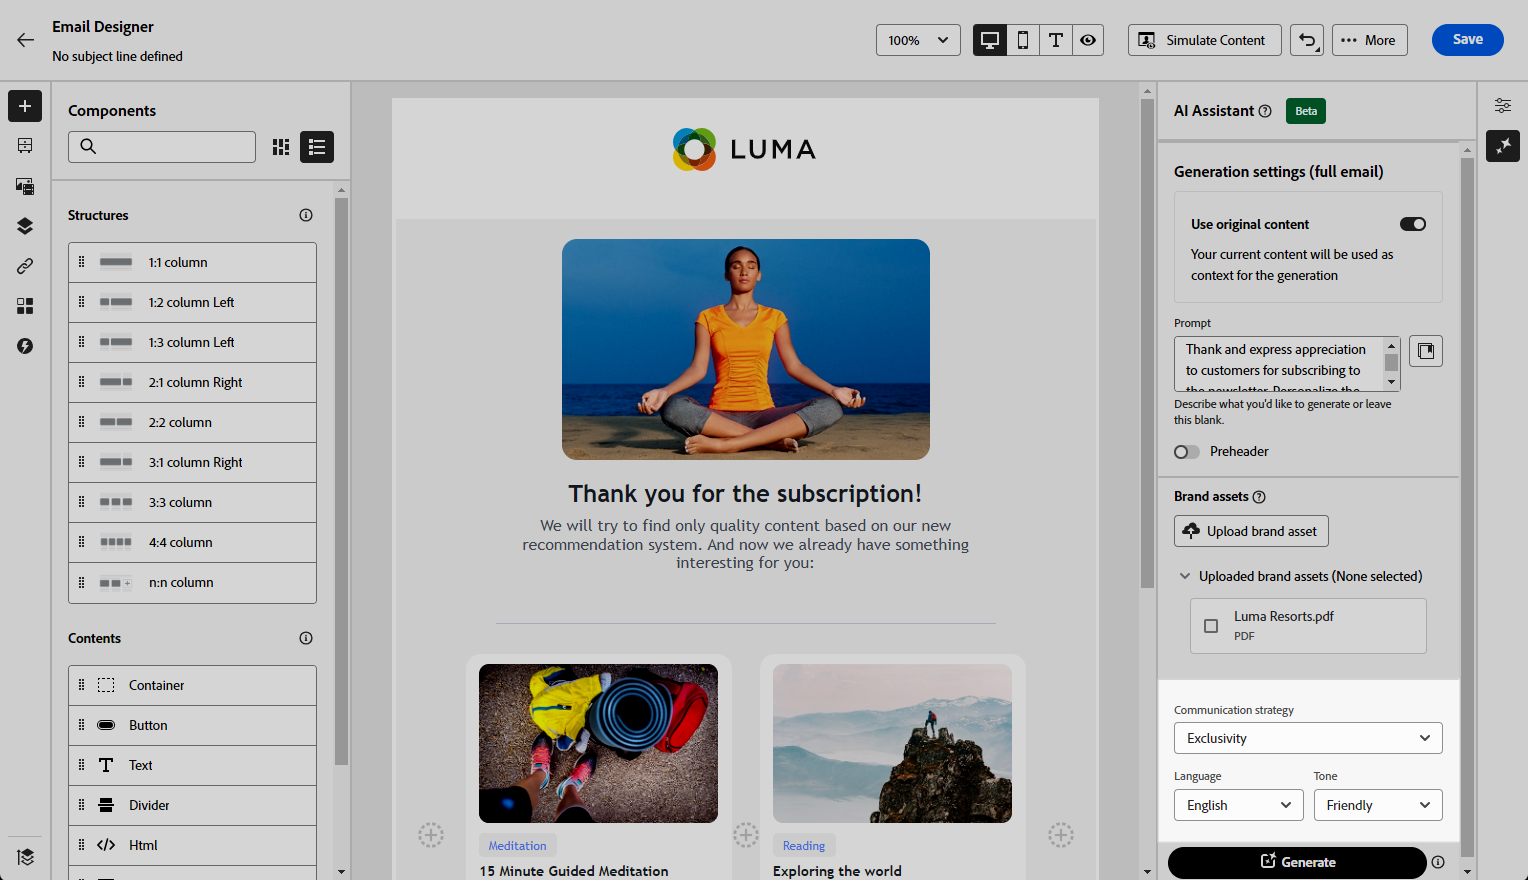 Email Designer
No subject line defined
100%
Simulate Content
More
Save
Components
Structures
1:1 column
1:2 column Left
1:3 column Left
2:1 column Right
2:2 column
3:1 column Right
3:3 column
4:4 column
n:n column
Contents
Container
Button
Text
Divider
Html
LUMA
Thank you for the subscription!
We will try to find only quality content based on our new
recommendation system. And now we already have something
interesting for you:
Meditation
15 Minute Guided Meditation
Reading
Exploring the world
AI Assistant
Beta
Generation settings (full email)
Use original content
Your current content will be used as
context for the generation
Prompt
Thank and express appreciation
to customers for subscribing to
the newsletter. Personalize the
Describe what you'd like to generate or leave
this blank.
Preheader
Brand assets
Upload brand asset
Uploaded brand assets (None selected)
Luma Resorts.pdf
PDF
Communication strategy
Exclusivity
Language
Tone
English
Friendly
Generate